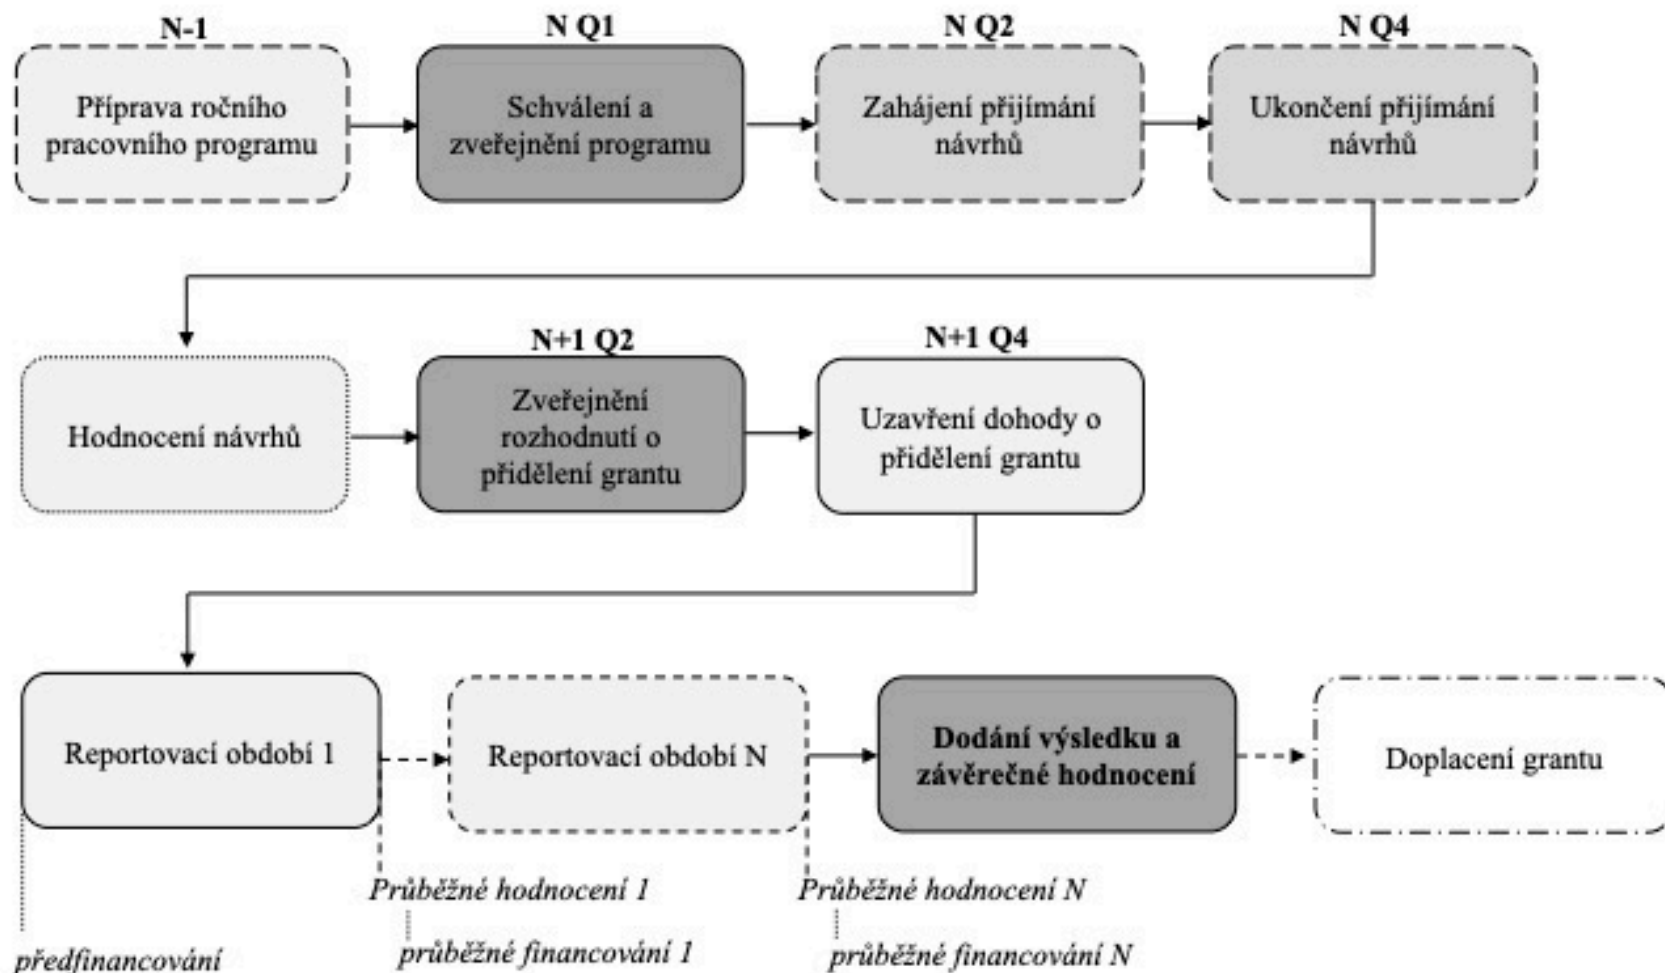 N-1
Příprava ročního
pracovního programu
N Q1
Schválení a
zveřejnění programu
N Q2
Zahájení přijímání
návrhů
N Q4
Ukončení přijímání
návrhů
Hodnocení návrhů
N+1 Q2
Zveřejnění
rozhodnutí o
přidělení grantu
N+1 Q4
Uzavření dohody o
přidělení grantu
Reportovací období 1
Reportovací období N
Dodání výsledku a
závěrečné hodnocení
Doplacení grantu
Průběžné hodnocení 1
Průběžné hodnocení N
předfinancování
průběžné financování 1
průběžné financování N